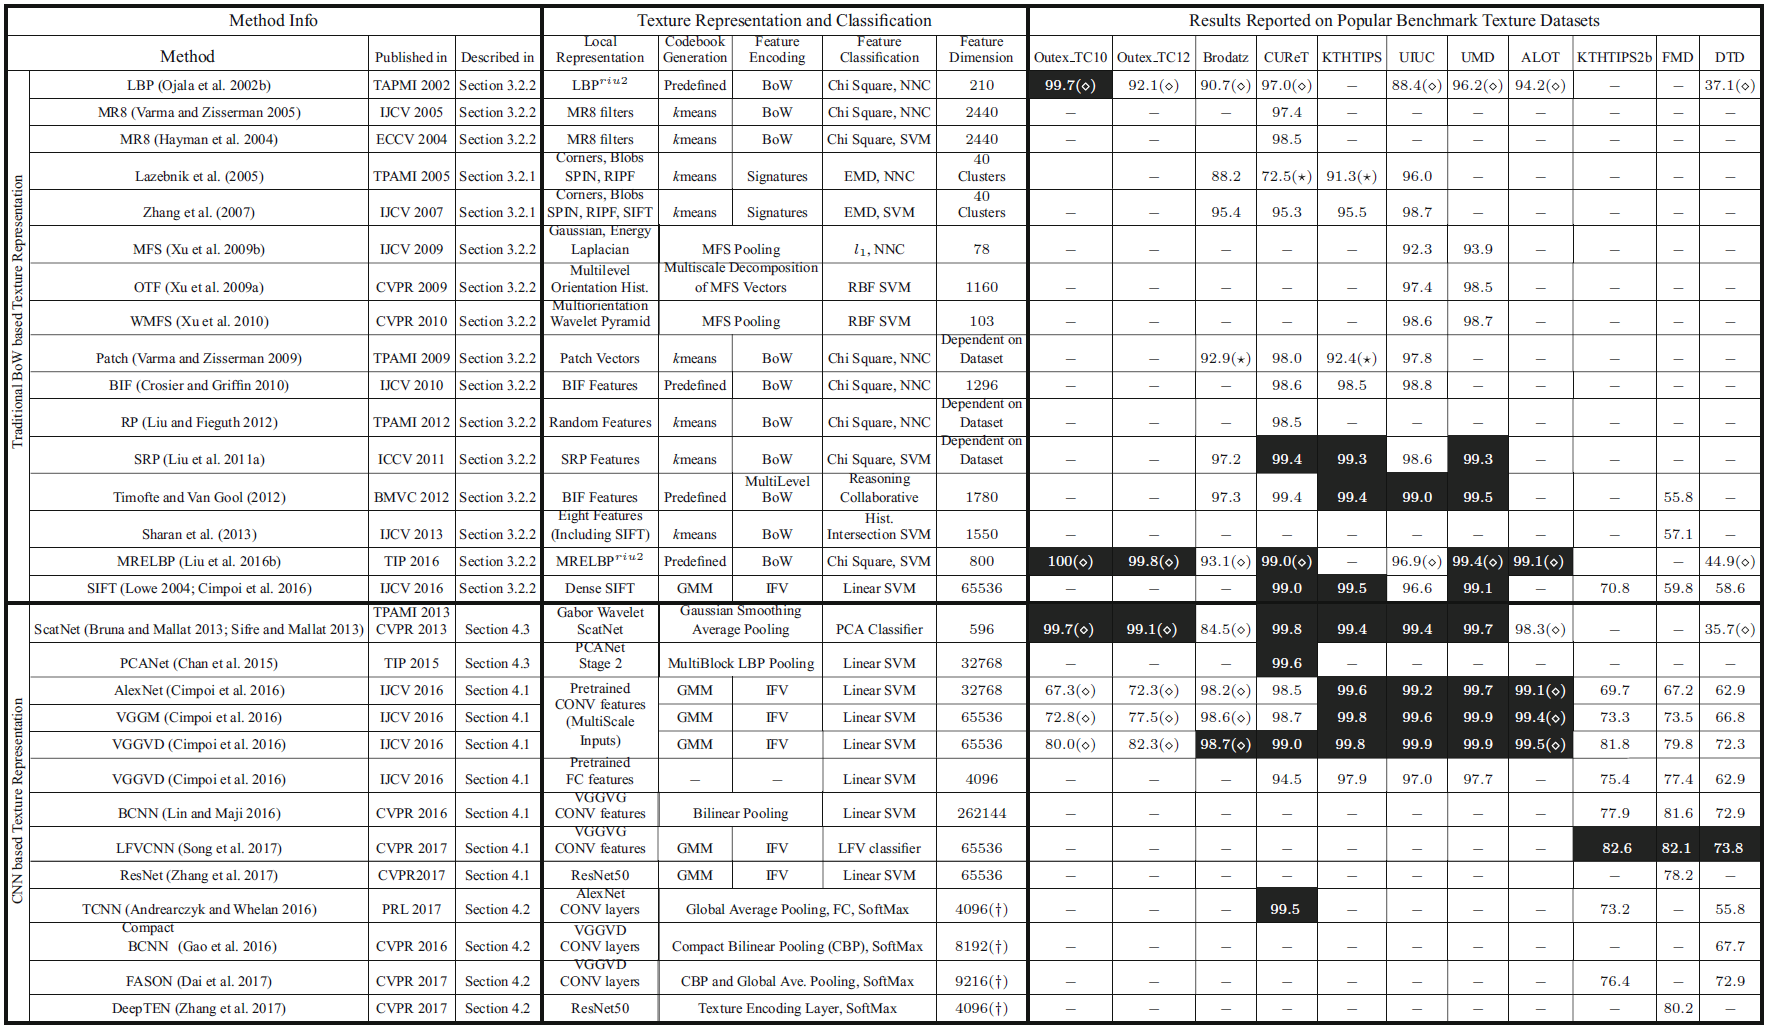 Method Info Texture Representation and Classification Results Reported on Popular Benchmark Texture Datasets
Method Published in Described in Local Representation Codebook Generation Feature Encoding Feature Classification Feature Dimension Outex_TC10 Outex_TC12 Brodatz CUReT KTHTIPS UIUC UMD ALOT KTHTIPS2b FMD DTD
Traditional BoW based Texture Representation
LBP (Ojala et al. 2002b) TAPMI 2002 Section 3.2.2 LBP^riu2 Predefined BoW Chi Square, NNC 210 99.7(⋄) 92.1(⋄) 90.7(⋄) 97.0(⋄) – 88.4(⋄) 96.2(⋄) 94.2(⋄) – – 37.1(⋄)
MR8 (Varma and Zisserman 2005) IJCV 2005 Section 3.2.2 MR8 filters kmeans BoW Chi Square, NNC 2440 – – – 97.4 – – – – – – –
MR8 (Hayman et al. 2004) ECCV 2004 Section 3.2.2 MR8 filters kmeans BoW Chi Square, SVM 2440 – – – 98.5 – – – – – – –
Lazebnik et al. (2005) TPAMI 2005 Section 3.2.1 Corners, Blobs SPIN, RIPF kmeans Signatures EMD, NNC 40 Clusters – 88.2 72.5(⋆) 91.3(⋆) 96.0 – – – – –
Zhang et al. (2007) IJCV 2007 Section 3.2.1 Corners, Blobs SPIN, RIPF, SIFT kmeans Signatures EMD, SVM 40 Clusters – – 95.4 95.3 95.5 98.7 – – – – –
MFS (Xu et al. 2009b) IJCV 2009 Section 3.2.2 Gaussian, Energy Laplacian MFS Pooling l1, NNC 78 – – – – – 92.3 93.9 – – – –
OTF (Xu et al. 2009a) CVPR 2009 Section 3.2.2 Multilevel Orientation Hist. Multiscale Decomposition of MFS Vectors RBF SVM 1160 – – – – – 97.4 98.5 – – – –
WMFS (Xu et al. 2010) CVPR 2010 Section 3.2.2 Multiorientation Wavelet Pyramid MFS Pooling RBF SVM 103 – – – – – 98.6 98.7 – – – –
Patch (Varma and Zisserman 2009) TPAMI 2009 Section 3.2.2 Patch Vectors kmeans BoW Chi Square, NNC Dependent on Dataset – – 92.9(⋆) 98.0 92.4(⋆) 97.8 – – – – –
BIF (Crosier and Griffin 2010) IJCV 2010 Section 3.2.2 BIF Features Predefined BoW Chi Square, NNC 1296 – – – 98.6 98.5 98.8 – – – – –
RP (Liu and Fieguth 2012) TPAMI 2012 Section 3.2.2 Random Features kmeans BoW Chi Square, NNC Dependent on Dataset – – – 98.5 – – – – – – –
SRP (Liu et al. 2011a) ICCV 2011 Section 3.2.2 SRP Features kmeans BoW Chi Square, SVM Dependent on Dataset – – 97.2 99.4 99.3 98.6 99.3 – – – –
Timofte and Van Gool (2012) BMVC 2012 Section 3.2.2 BIF Features Predefined MultiLevel BoW Reasoning Collaborative 1780 – – 97.3 99.4 99.4 99.0 99.5 – – 55.8 –
Sharan et al. (2013) IJCV 2013 Section 3.2.2 Eight Features (Including SIFT) kmeans BoW Hist. Intersection SVM 1550 – – – – – – – – – 57.1
MRELBP (Liu et al. 2016b) TIP 2016 Section 3.2.2 MRELBP^riu2 Predefined BoW Chi Square, SVM 800 100(⋄) 99.8(⋄) 93.1(⋄) 99.0(⋄) – 96.9(⋄) 99.4(⋄) 99.1(⋄) – 44.9(⋄)
SIFT (Lowe 2004; Cimpoi et al. 2016) IJCV 2016 Section 3.2.2 Dense SIFT GMM IFV Linear SVM 65536 – – – 99.0 99.5 96.6 99.1 – 70.8 59.8 58.6
CNN based Texture Representation
ScatNet (Bruna and Mallat 2013; Sifre and Mallat 2013) TPAMI 2013 CVPR 2013 Section 4.3 Gabor Wavelet ScatNet Gaussian Smoothing Average Pooling PCA Classifier 596 99.7(⋄) 99.1(⋄) 84.5(⋄) 99.8 99.4 99.4 99.7 98.3(⋄) – – 35.7(⋄)
PCANet (Chan et al. 2015) TIP 2015 Section 4.3 PCANet Stage 2 MultiBlock LBP Pooling Linear SVM 32768 – – – 99.6 – – – – – – –
AlexNet (Cimpoi et al. 2016) IJCV 2016 Section 4.1 Pretrained CONV features (MultiScale Inputs) GMM IFV Linear SVM 32768 67.3(⋄) 72.3(⋄) 98.2(⋄) 98.5 99.6 99.2 99.7 99.1(⋄) 69.7 67.2 62.9
VGGM (Cimpoi et al. 2016) IJCV 2016 Section 4.1 GMM IFV Linear SVM 65536 72.8(⋄) 77.5(⋄) 98.6(⋄) 98.7 99.8 99.6 99.9 99.4(⋄) 73.3 73.5 66.8
VGGVD (Cimpoi et al. 2016) IJCV 2016 Section 4.1 GMM IFV Linear SVM 65536 80.0(⋄) 82.3(⋄) 98.7(⋄) 99.0 99.8 99.9 99.9 99.5(⋄) 81.8 79.8 72.3
VGGVD (Cimpoi et al. 2016) IJCV 2016 Section 4.1 Pretrained FC features – – Linear SVM 4096 – – – 94.5 97.9 97.0 97.7 – 75.4 77.4 62.9
BCNN (Lin and Maji 2016) CVPR 2016 Section 4.1 VGGVG CONV features Bilinear Pooling Linear SVM 262144 – – – – – – – – 77.9 81.6 72.9
LFVCNN (Song et al. 2017) CVPR 2017 Section 4.1 VGGVG CONV features GMM IFV LFV classifier 65536 – – – – – – – – 82.6 82.1 73.8
ResNet (Zhang et al. 2017) CVPR2017 Section 4.1 ResNet50 GMM IFV Linear SVM 65536 – – – – – – – – – 78.2 –
TCNN (Andrearczyk and Whelan 2016) PRL 2017 Section 4.2 AlexNet CONV layers Global Average Pooling, FC, SoftMax 4096(†) – – – 99.5 – – – – 73.2 – 55.8
Compact BCNN (Gao et al. 2016) CVPR 2016 Section 4.2 VGGVD CONV layers Compact Bilinear Pooling (CBP), SoftMax 8192(†) – – – – – – – – – – 67.7
FASON (Dai et al. 2017) CVPR 2017 Section 4.2 VGGVD CONV layers CBP and Global Ave. Pooling, SoftMax 9216(†) – – – – – – – – 76.4 – 72.9
DeepTEN (Zhang et al. 2017) CVPR 2017 Section 4.2 ResNet50 Texture Encoding Layer, SoftMax 4096(†) – – – – – – – – – 80.2 –